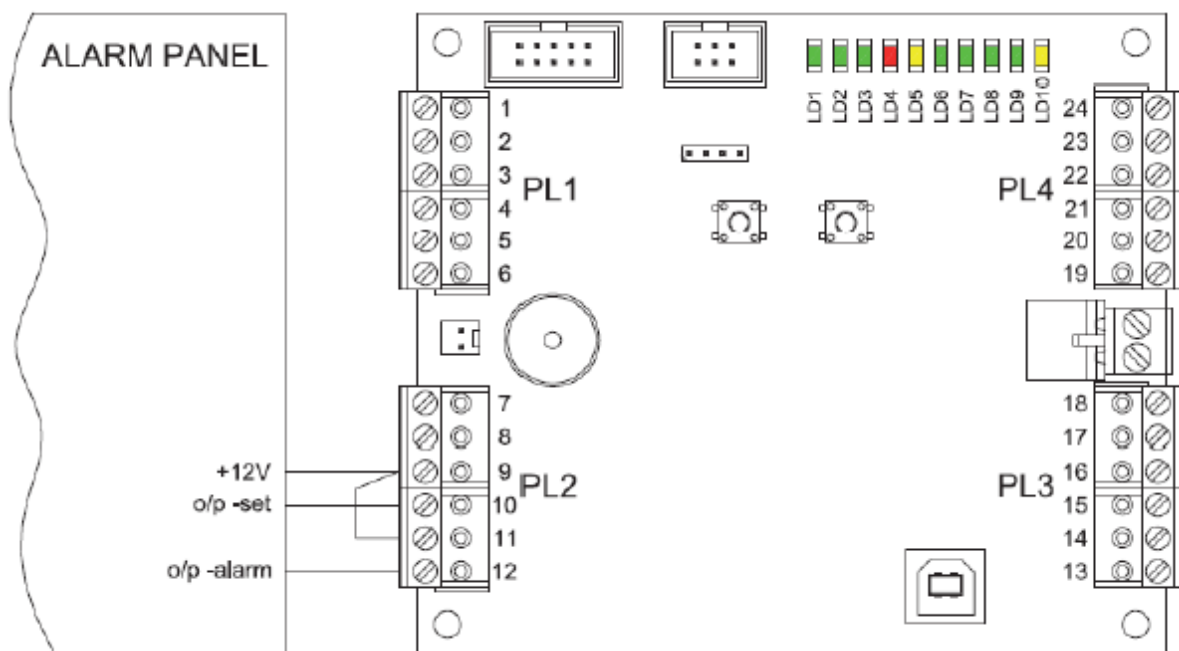 ALARM PANEL
LD1
LD2
LD3
LD4
LD5
LD6
LD7
LD8
LD9
LD10
1
2
3
4
5
6
PL1
24
23
22
21
20
19
PL4
7
8
9
10
11
12
PL2
18
17
16
15
14
13
PL3
+12V
o/p -set
o/p -alarm